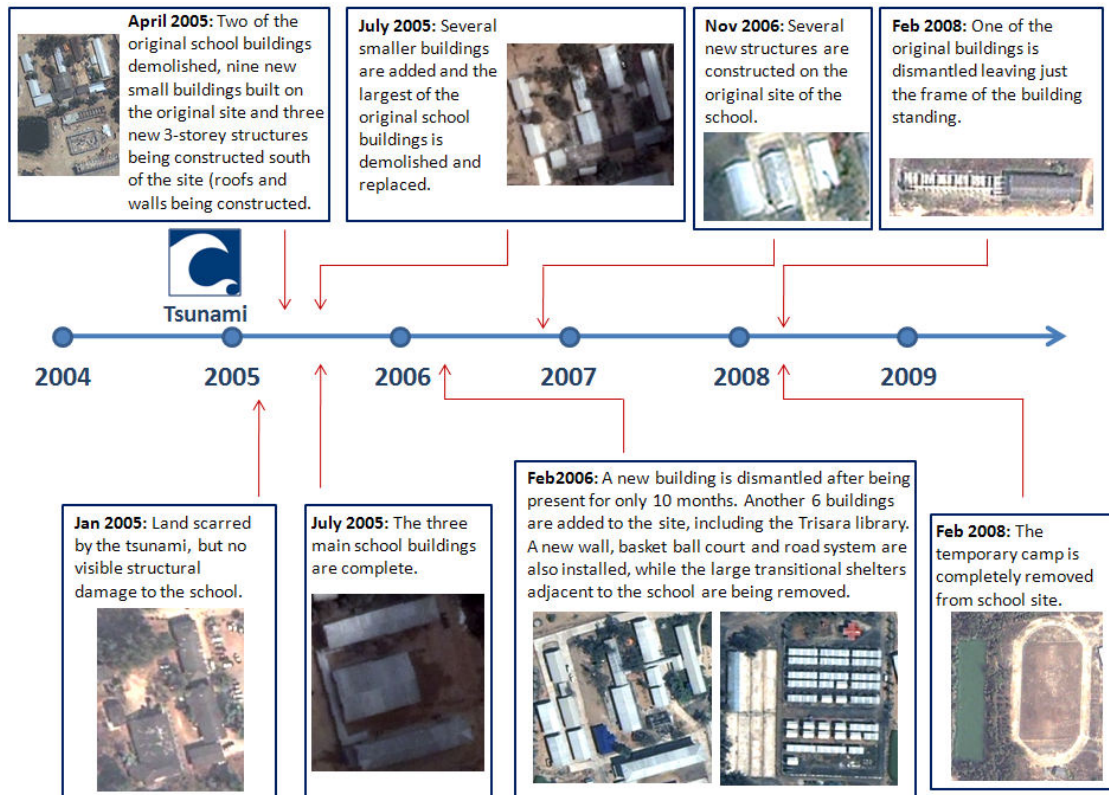 April 2005: Two of the
original school buildings
demolished, nine new
small buildings built on
the original site and three
new 3-storey structures
being constructed south
of the site (roofs and
walls being constructed.
July 2005: Several
smaller buildings
are added and the
largest of the
original school
buildings is
demolished and
replaced.
Nov 2006: Several
new structures are
constructed on the
original site of the
school.
Feb 2008: One of the
original buildings is
dismantled leaving just
the frame of the building
standing.
Tsunami
2004
2005
2006
2007
2008
2009
Jan 2005: Land scarred
by the tsunami, but no
visible structural
damage to the school.
July 2005: The three
main school buildings
are complete.
Feb2006: A new building is dismantled after being
present for only 10 months. Another 6 buildings
are added to the site, including the Trisara library.
A new wall, basket ball court and road system are
also installed, while the large transitional shelters
adjacent to the school are being removed.
Feb 2008: The
temporary camp is
completely removed
from school site.